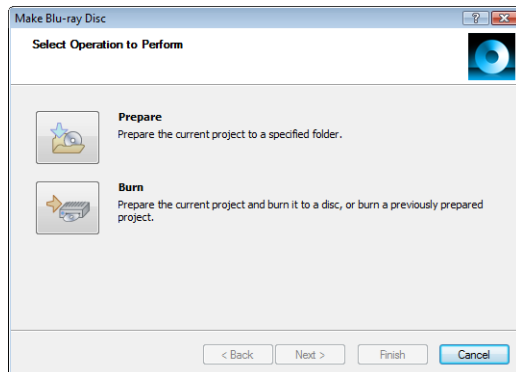 Make Blu-ray Disc
?
Select Operation to Perform
Prepare
Prepare the current project to a specified folder.
Burn
Prepare the current project and burn it to a disc, or burn a previously prepared
project.
< Back Next > Finish Cancel